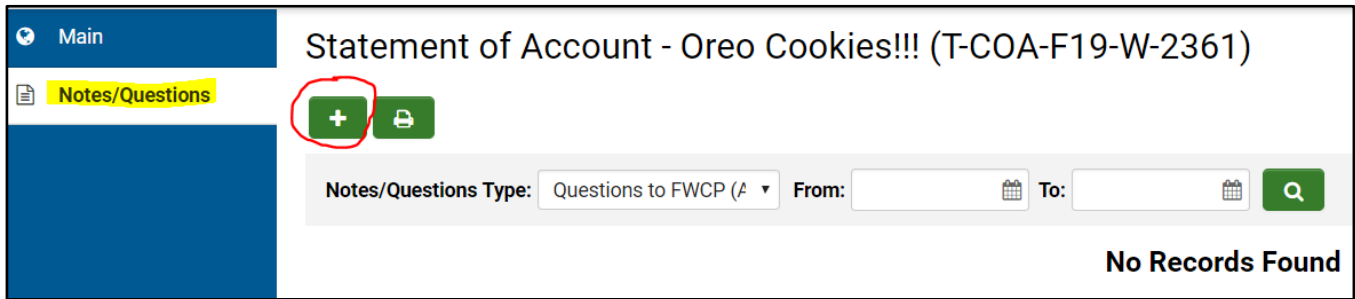 Main
Statement of Account - Oreo Cookies!!! (T-COA-F19-W-2361)
Notes/Questions
Notes/Questions Type: Questions to FWCP (A From: To:
No Records Found